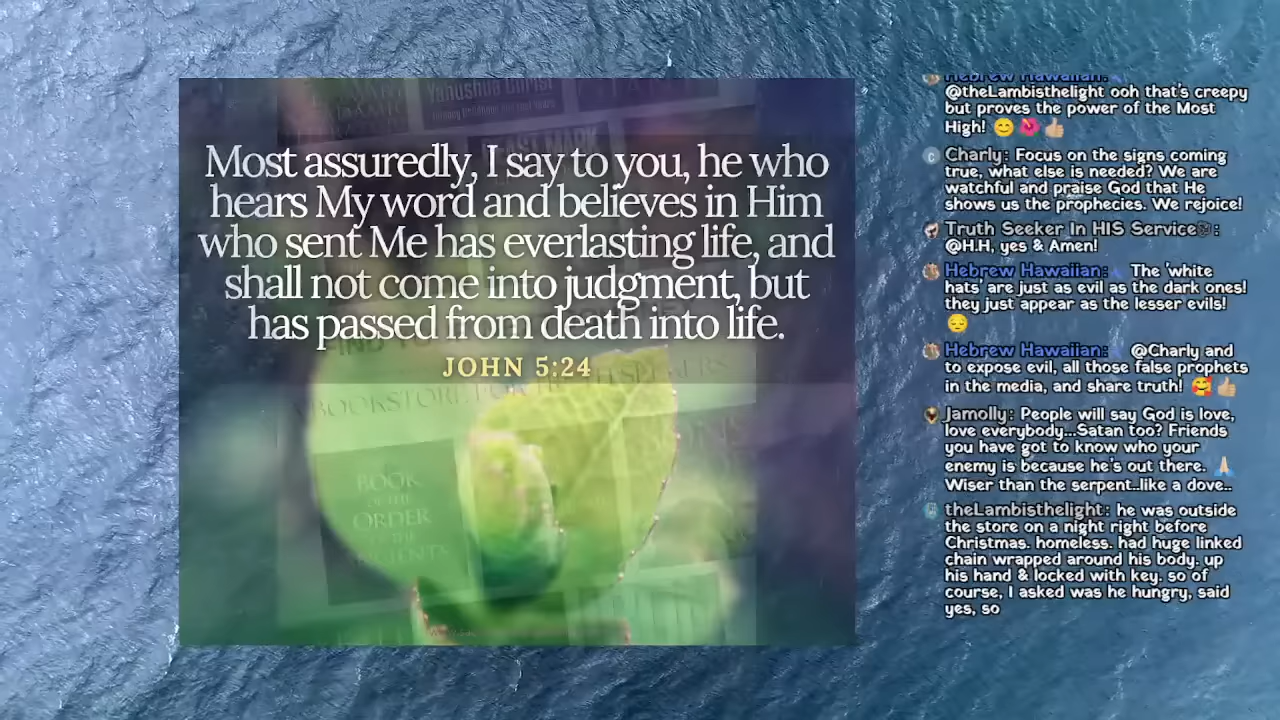 Yahushua Christ
Most assuredly, I say to you, he who
hears My word and believes in Him
who sent Me has everlasting life, and
shall not come into judgment, but
has passed from death into life.
JOHN 5:24
BOOKSTORE FOR TRUTH SPEAKERS
BOOK
OF THE
ORDER
Hebrew Hawaiian:
@theLambisthelight ooh that's creepy
but proves the power of the Most
High! 😊🌺👍🏼
C Charly: Focus on the signs coming
true, what else is needed? We are
watchful and praise God that He
shows us the prophecies. We rejoice!
Truth Seeker In HIS Service:
@H.H, yes & Amen!
Hebrew Hawaiian: The 'white
hats' are just as evil as the dark ones!
they just appear as the lesser evils!
😔
Hebrew Hawaiian: @Charly and
to expose evil, all those false prophets
in the media, and share truth! 🥰👍🏼
Jamolly: People will say God is love,
love everybody...Satan too? Friends
you have got to know who your
enemy is because he's out there. 🙏🏻
Wiser than the serpent..like a dove..
theLambisthelight: he was outside
the store on a night right before
Christmas. homeless. had huge linked
chain wrapped around his body. up
his hand & locked with key. so of
course, I asked was he hungry, said
yes, so